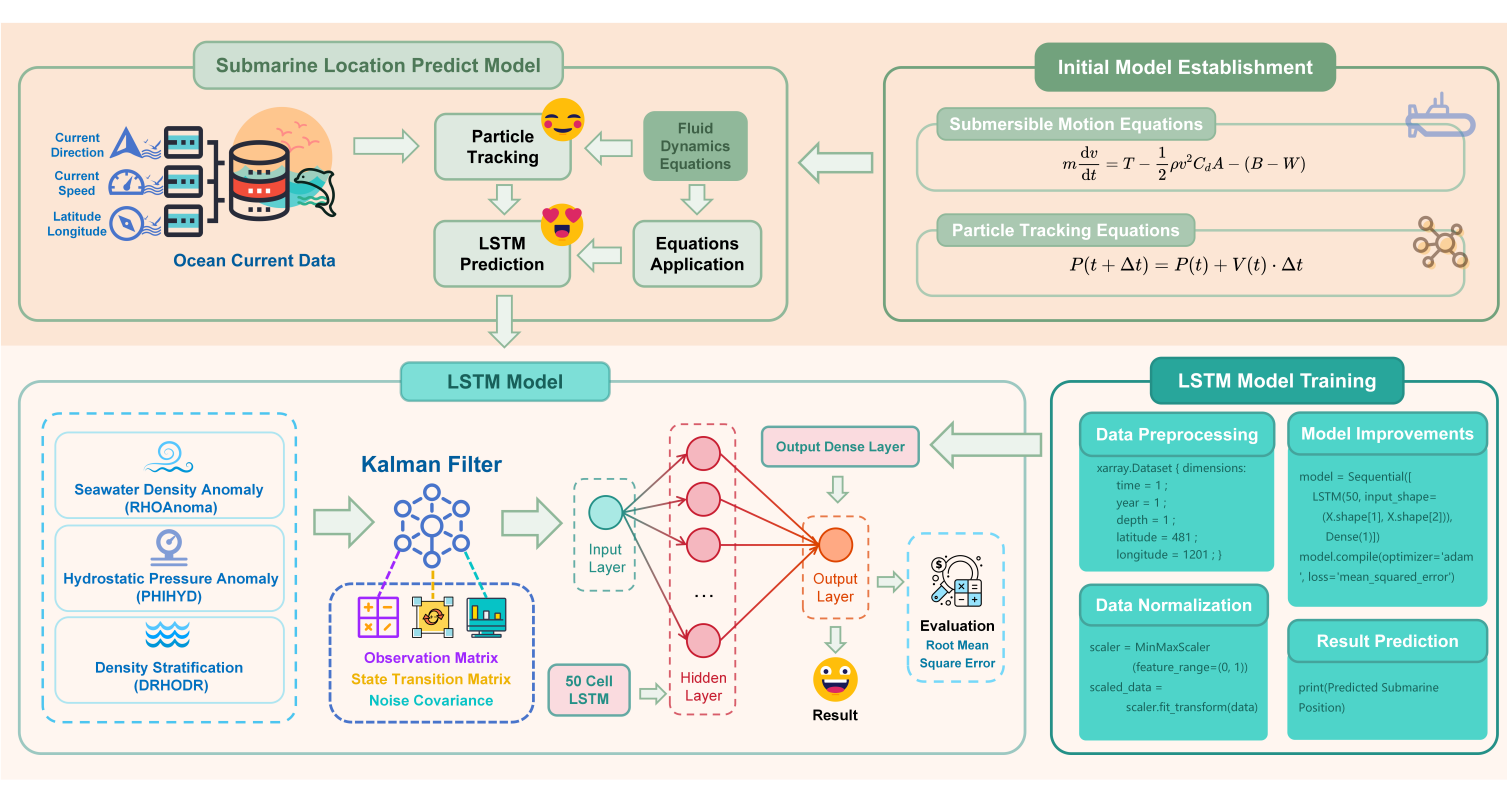 Submarine Location Predict Model
Current
Direction
Current
Speed
Latitude
Longitude
Ocean Current Data
Particle
Tracking
Fluid
Dynamics
Equations
LSTM
Prediction
Equations
Application
Initial Model Establishment
Submersible Motion Equations
m dv/dt = T − 1/2 ρv²C_dA − (B − W)
Particle Tracking Equations
P(t + Δt) = P(t) + V(t) · Δt
LSTM Model
Seawater Density Anomaly
(RHOAnoma)
Hydrostatic Pressure Anomaly
(PHIHYD)
Density Stratification
(DRHODR)
Kalman Filter
Observation Matrix
State Transition Matrix
Noise Covariance
Input
Layer
...
Hidden
Layer
50 Cell
LSTM
Output Dense Layer
Output
Layer
Result
$
Evaluation
Root Mean
Square Error
LSTM Model Training
Data Preprocessing
xarray.Dataset { dimensions:
time = 1 ;
year = 1 ;
depth = 1 ;
latitude = 481 ;
longitude = 1201 ; }
Data Normalization
scaler = MinMaxScaler
(feature_range=(0, 1))
scaled_data =
scaler.fit_transform(data)
Model Improvements
model = Sequential([
LSTM(50, input_shape=
(X.shape[1], X.shape[2])),
Dense(1)])
model.compile(optimizer='adam
', loss='mean_squared_error')
Result Prediction
print(Predicted Submarine
Position)